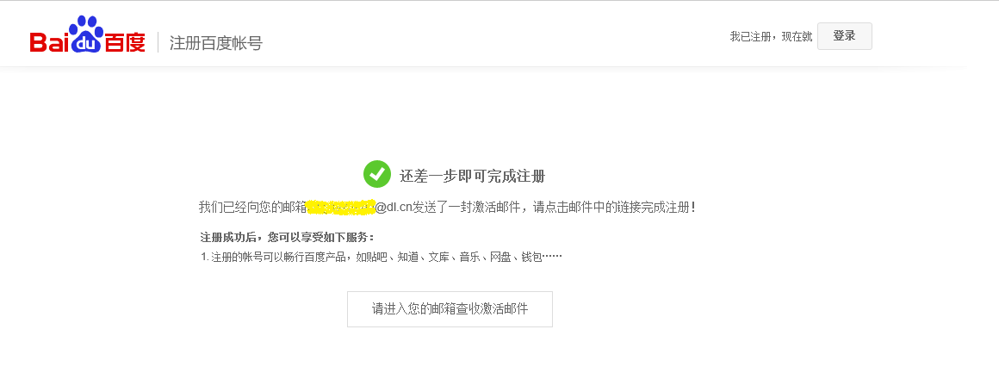 Bai du 百度 注册百度帐号
我已注册，现在就 登录
还差一步即可完成注册
我们已经向您的邮箱 @dl.cn发送了一封激活邮件，请点击邮件中的链接完成注册！
注册成功后，您可以享受如下服务：
1. 注册的帐号可以畅行百度产品，如贴吧、知道、文库、音乐、网盘、钱包……
请进入您的邮箱查收激活邮件